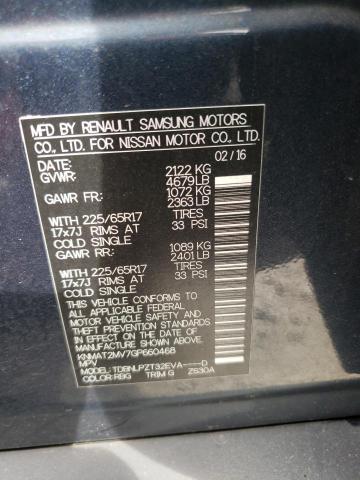 MFD BY RENAULT SAMSUNG MOTORS
CO., LTD. FOR NISSAN MOTOR CO., LTD.
DATE: 02/16
GVWR: 2122 KG
4679 LB
GAWR FR: 1072 KG
2363 LB
WITH 225/65R17 TIRES
17x7J RIMS AT 33 PSI
COLD SINGLE
GAWR RR: 1089 KG
2401 LB
WITH 225/65R17 TIRES
17x7J RIMS AT 33 PSI
COLD SINGLE
THIS VEHICLE CONFORMS TO
ALL APPLICABLE FEDERAL
MOTOR VEHICLE SAFETY,
BUMPER, AND THEFT PREVENTION
STANDARDS IN EFFECT ON THE
DATE OF MANUFACTURE SHOWN ABOVE.
KNMAT2MV7GP660468
MPV
MODEL: TDBNLPZT32EVA----D
COLOR: RBG TRIM G Z630A